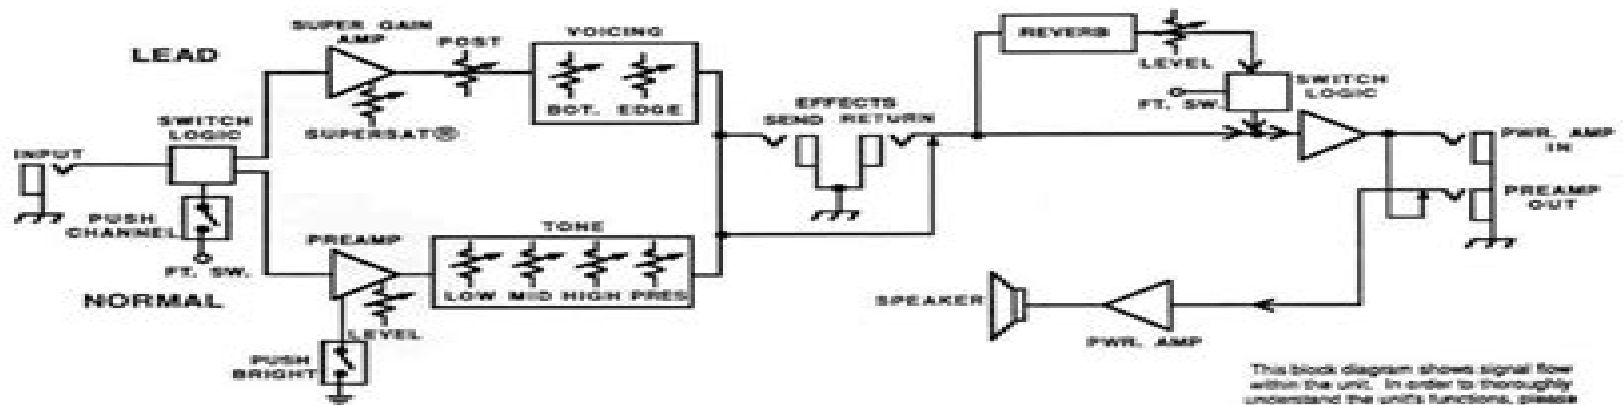 LEAD
SUPER GAIN
AMP
POST
VOICING
BOT. EDGE
SUPERSAT®
SWITCH
LOGIC
INPUT
PUSH
CHANNEL
FT. SW.
NORMAL
PREAMP
LEVEL
PUSH
BRIGHT
TONE
LOW MID HIGH PRES
EFFECTS
SEND RETURN
REVERB
LEVEL
FT. SW.
SWITCH
LOGIC
PWR. AMP
IN
PREAMP
OUT
SPEAKER
PWR. AMP
This block diagram shows signal flow
within the unit. In order to thoroughly
understand the unit's functions, please